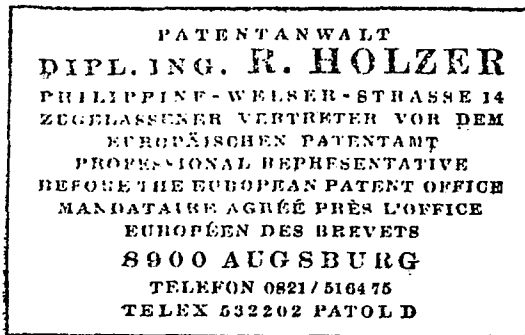 PATENTANWALT
DIPL. ING. R. HOLZER
PHILIPPINE-WELSER-STRASSE 14
ZUGELASSENER VERTRETER VOR DEM
EUROPÄISCHEN PATENTAMT
PROFESSIONAL REPRESENTATIVE
BEFORE THE EUROPEAN PATENT OFFICE
MANDATAIRE AGRÉÉ PRÈS L'OFFICE
EUROPÉEN DES BREVETS
8900 AUGSBURG
TELEFON 0821/516475
TELEX 532202 PATOL D